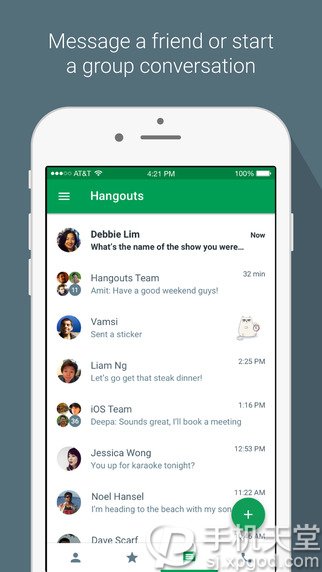 Message a friend or start
a group conversation
AT&T 4:21 PM 100%
Hangouts
Debbie Lim Now
What's the name of the show you were...
Hangouts Team 32 min
11 Amit: Have a good weekend guys!
Vamsi
Sent a sticker
Liam Ng 2:25 PM
Let's go get that steak dinner!
iOS Team 1:16 PM
36 Deepa: Sounds great, I'll book a meeting
Jessica Wong 12:53 PM
You up for karaoke tonight?
Noel Hansel 11:22 AM
I'm heading to the beach with my son
+
Dave Scarf AM
手机天堂
sj.xpgod.com